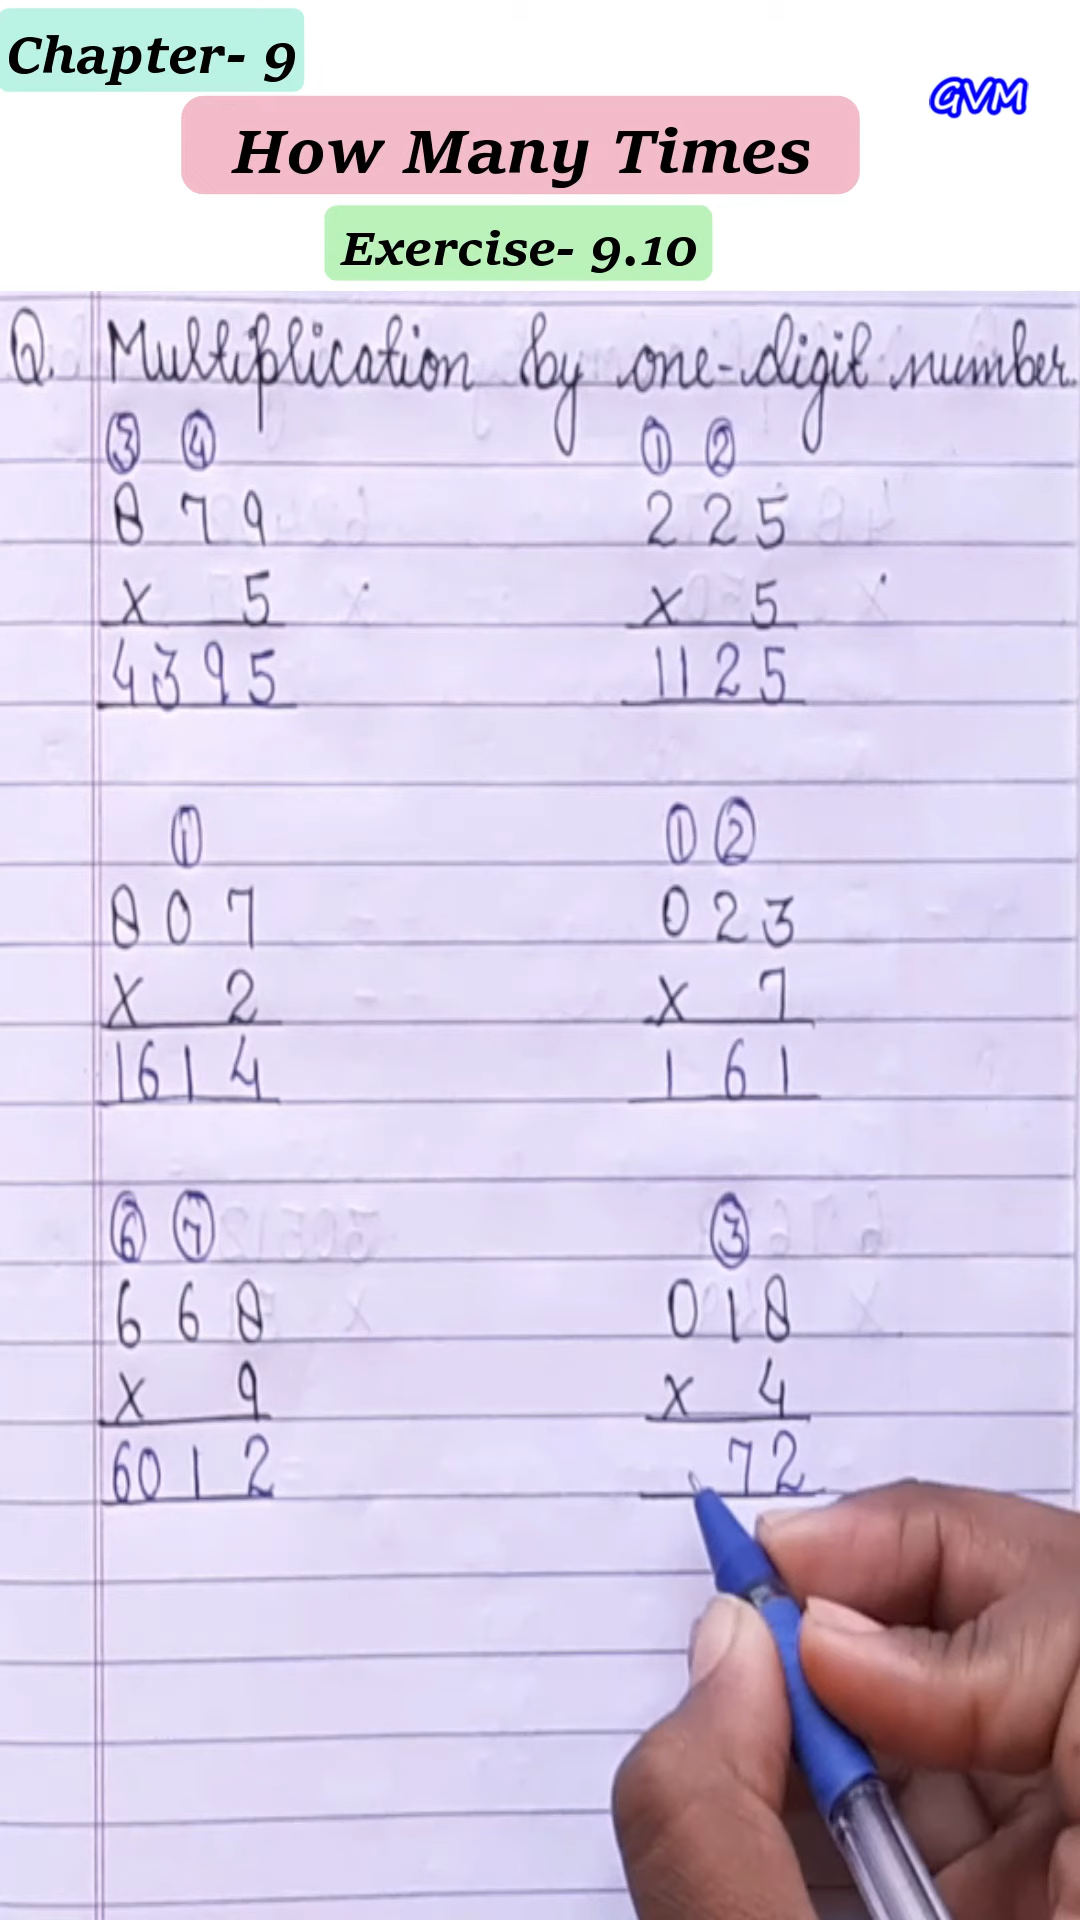 Chapter- 9
GVM
How Many Times
Exercise- 9.10
Q. Multiplication by one-digit number.
3 4 1 2
8 7 9 2 2 5
x 5 x 5
4 3 9 5 1 1 2 5
1 1 2
8 0 7 0 2 3
x 2 x 7
1 6 1 4 1 6 1
6 7 3
6 6 8 0 1 8
x 9 x 4
6 0 1 2 7 2